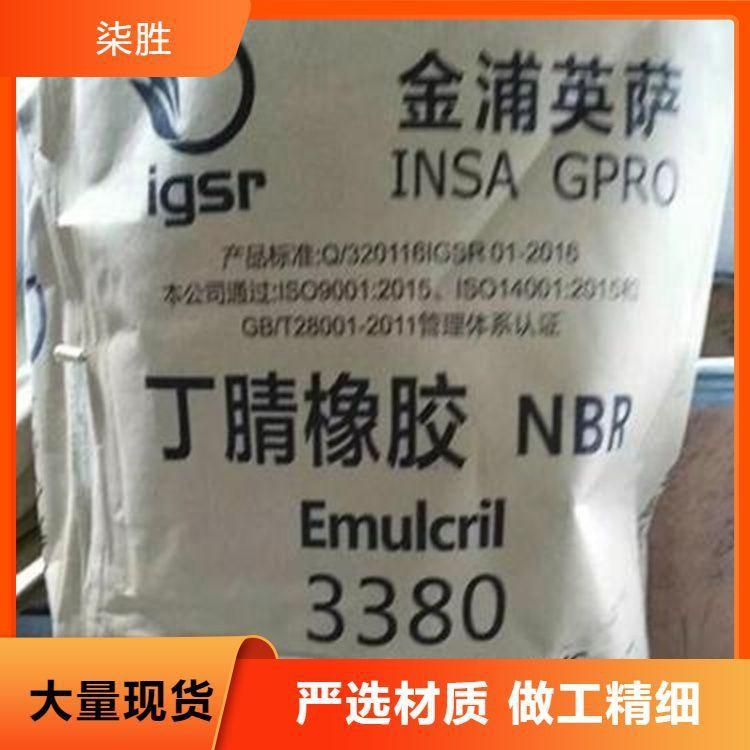 柒胜
igsr
金浦英萨
INSA GPRO
产品标准:Q/320116IGSR 01-2016
本公司通过:ISO9001:2015、ISO14001:2015和
GB/T28001-2011管理体系认证
丁腈橡胶 NBR
Emulcril
3380
大量现货
严选材质 做工精细